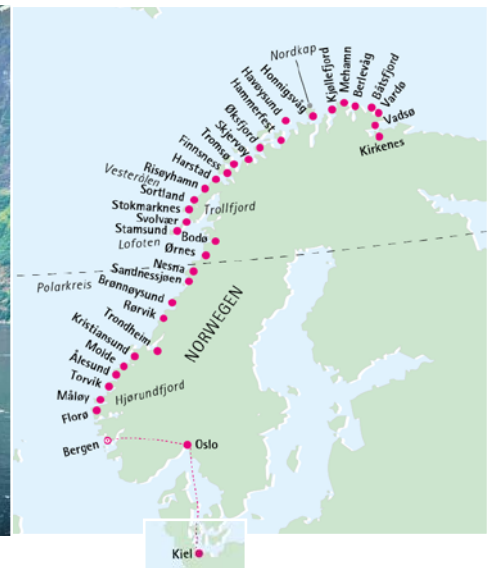 Nordkap
Kjøllefjord
Mehamn
Berlevåg
Båtsfjord
Vardø
Vadsø
Kirkenes
Honnigsvåg
Havøysund
Hammerfest
Øksfjord
Skjervøy
Tromsø
Finnsness
Harstad
Risøyhamn
Vesterålen
Sortland
Stokmarknes
Trollfjord
Svolvær
Stamsund
Lofoten
Bodø
Ørnes
Nesna
Sandnessjøen
Polarkreis
Brønnøysund
Rørvik
NORWEGEN
Trondheim
Kristiansund
Molde
Ålesund
Torvik
Hjørundfjord
Måløy
Florø
Bergen
Oslo
Kiel